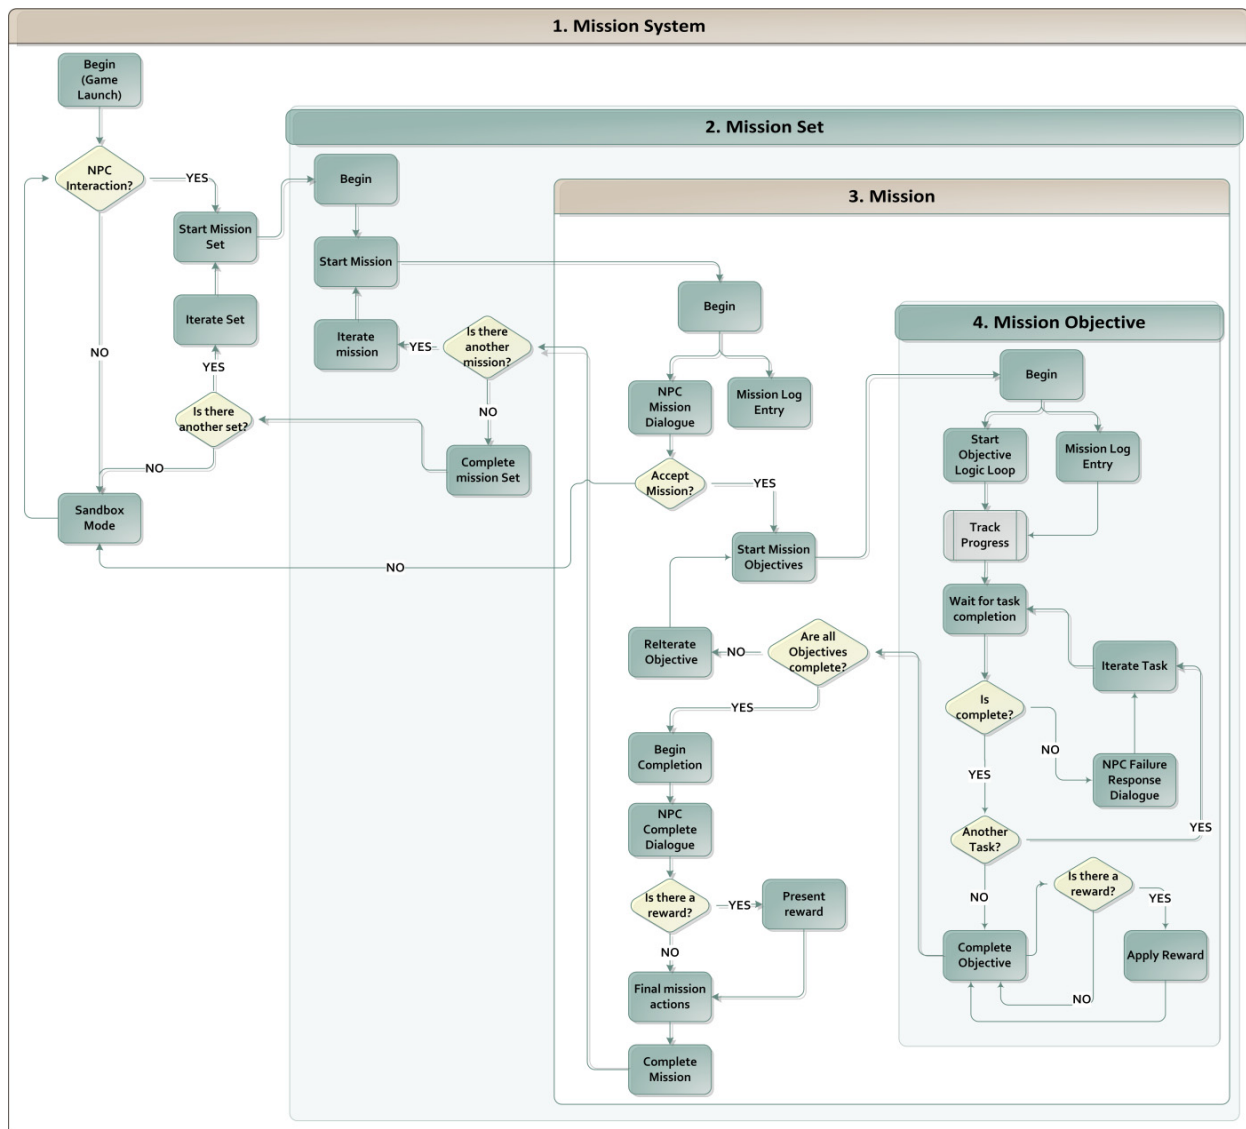 1. Mission System
Begin
(Game
Launch)
NPC
Interaction?
YES
Start Mission
Set
Iterate Set
YES
Is there
another set?
NO
NO
Sandbox
Mode
2. Mission Set
Begin
Start Mission
Iterate
mission
YES
Is there
another
mission?
NO
Complete
mission Set
3. Mission
Begin
NPC
Mission
Dialogue
Mission Log
Entry
Accept
Mission?
YES
NO
Start Mission
Objectives
ReIterate
Objective
NO
Are all
Objectives
complete?
YES
Begin
Completion
NPC
Complete
Dialogue
Is there a
reward?
YES
Present
reward
NO
Final mission
actions
Complete
Mission
4. Mission Objective
Begin
Start
Objective
Logic Loop
Mission Log
Entry
Track
Progress
Wait for task
completion
Iterate Task
Is
complete?
NO
NPC Failure
Response
Dialogue
YES
Another
Task?
YES
NO
Is there a
reward?
YES
Complete
Objective
Apply Reward
NO